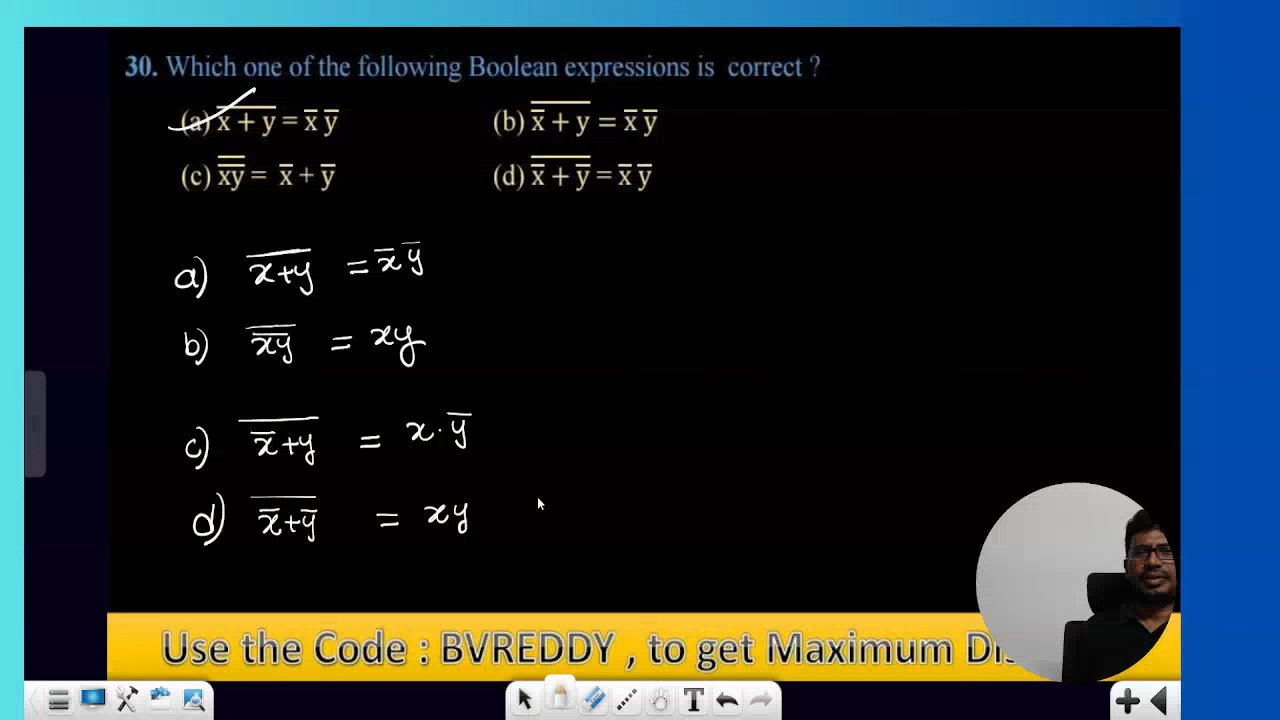 30. Which one of the following Boolean expressions is correct ?
(a) x̅ ̅+̅ ̅y̅ = x̅ y̅ (b) x̿ ̅+̅ ̅y̅ = x̅ y̅
(c) x̿y̿ = x̅ + y̅ (d) x̿ ̅+̅ ̅y̿ = x̅ y̅
a) x̅+̅y̅ = x̅ y̅
b) x̿y̿ = xy
c) x̿+̅y̅ = x · y̅
d) x̿+̅y̿ = xy
Use the Code : BVREDDY , to get Maximum
T